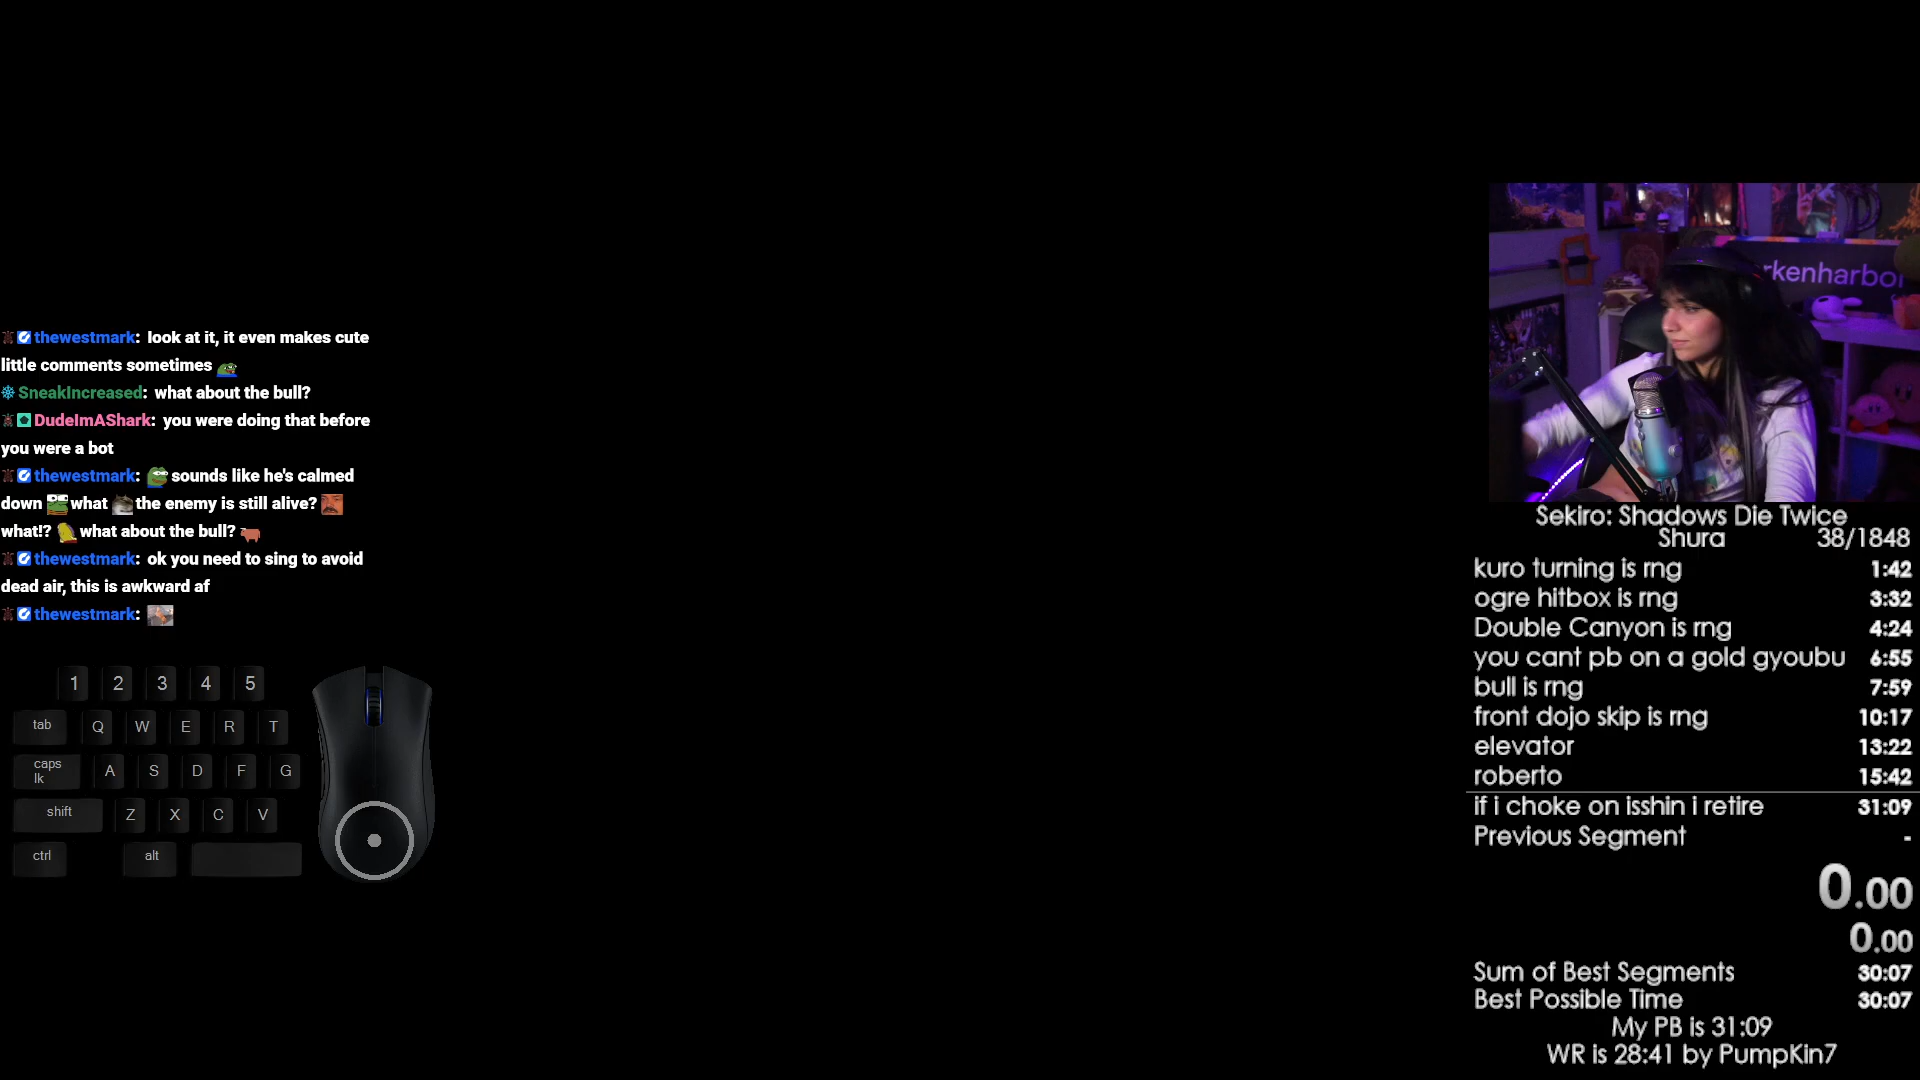 thewestmark: look at it, it even makes cute
little comments sometimes
SneakIncreased: what about the bull?
DudeImAShark: you were doing that before
you were a bot
thewestmark: sounds like he's calmed
down what the enemy is still alive?
what!? what about the bull?
thewestmark: ok you need to sing to avoid
dead air, this is awkward af
thewestmark:
1 2 3 4 5
tab Q W E R T
caps
lk A S D F G
shift Z X C V
ctrl alt
rkenharbor
Sekiro: Shadows Die Twice
Shura 38/1848
kuro turning is rng 1:42
ogre hitbox is rng 3:32
Double Canyon is rng 4:24
you cant pb on a gold gyoubu 6:55
bull is rng 7:59
front dojo skip is rng 10:17
elevator 13:22
roberto 15:42
if i choke on isshin i retire 31:09
Previous Segment -
0.00
0.00
Sum of Best Segments 30:07
Best Possible Time 30:07
My PB is 31:09
WR is 28:41 by PumpKin7